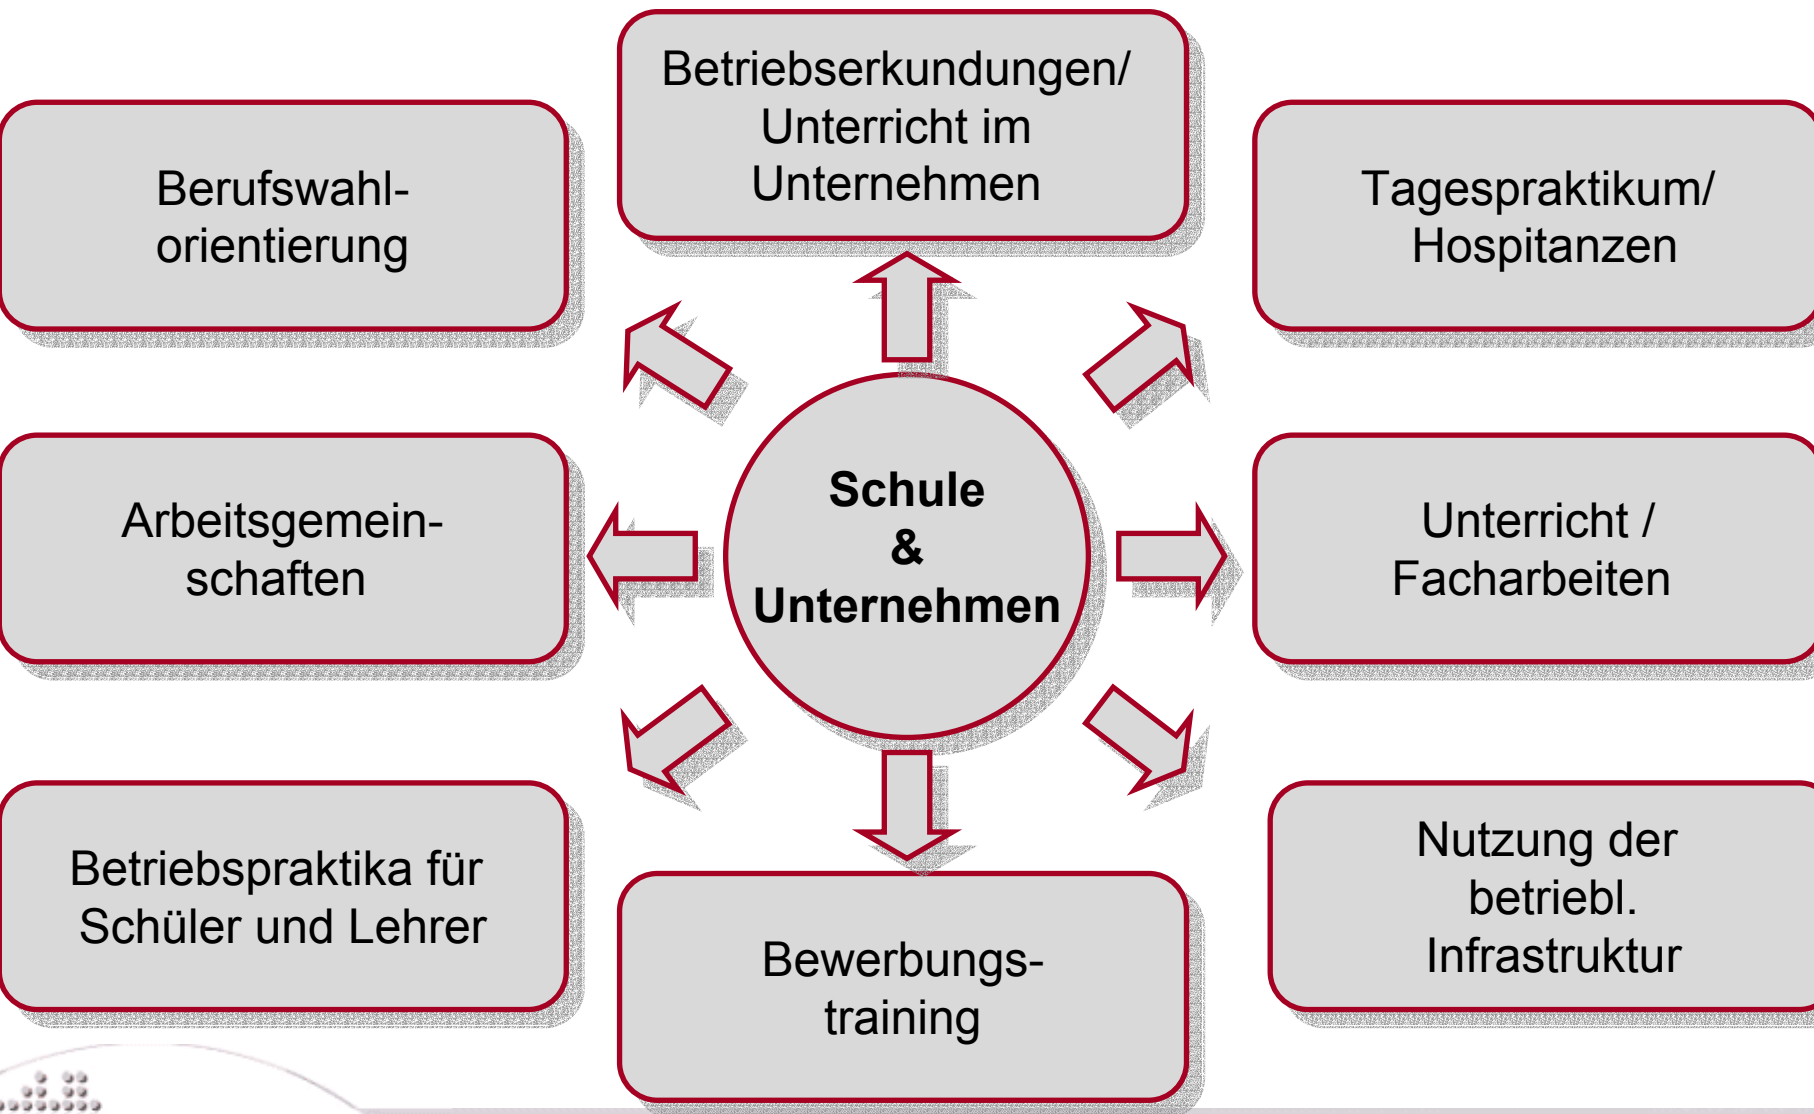 Betriebserkundungen/
Unterricht im
Unternehmen
Berufswahl-
orientierung
Tagespraktikum/
Hospitanzen
Arbeitsgemein-
schaften
Schule
&
Unternehmen
Unterricht /
Facharbeiten
Betriebspraktika für
Schüler und Lehrer
Bewerbungs-
training
Nutzung der
betriebl.
Infrastruktur